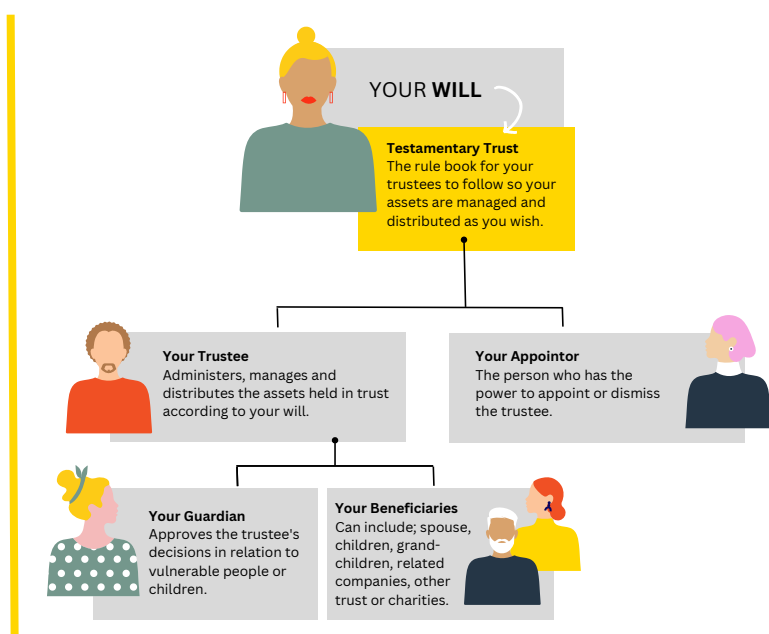 YOUR WILL
Testamentary Trust
The rule book for your
trustees to follow so your
assets are managed and
distributed as you wish.
Your Trustee
Administers, manages and
distributes the assets held in trust
according to your will.
Your Appointor
The person who has the
power to appoint or dismiss
the trustee.
Your Guardian
Approves the trustee's
decisions in relation to
vulnerable people or
children.
Your Beneficiaries
Can include; spouse,
children, grand-
children, related
companies, other
trust or charities.